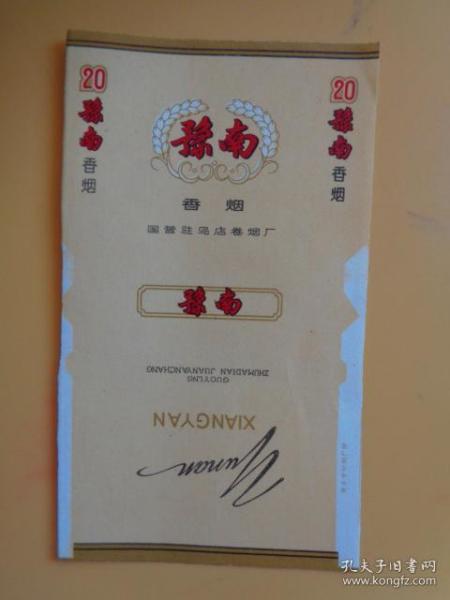 20
豫南
香烟
20
豫南
香烟
豫南
香烟
国营驻马店卷烟厂
豫南
GUOYING
ZHUMADIAN JUANYANCHANG
XIANGYAN
Yunan
孔夫子旧书网
www.kongfz.com